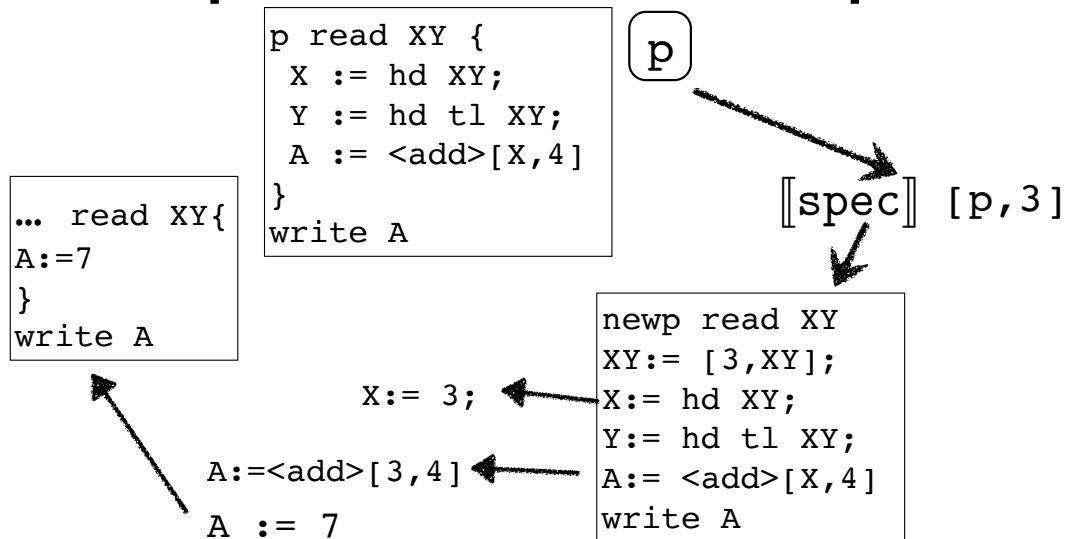 p read XY {
X := hd XY;
Y := hd tl XY;
A := <add>[X,4]
}
write A
p
⟦spec⟧ [p,3]
… read XY{
A:=7
}
write A
newp read XY
XY:= [3,XY];
X:= hd XY;
Y:= hd tl XY;
A:= <add>[X,4]
write A
X:= 3;
A:=<add>[3,4]
A := 7